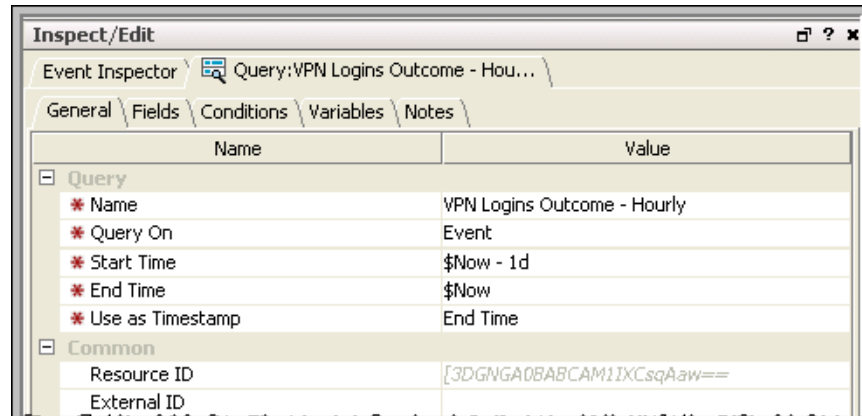 Inspect/Edit
Event Inspector Query:VPN Logins Outcome - Hou...
General Fields Conditions Variables Notes
Name Value
Query
* Name VPN Logins Outcome - Hourly
* Query On Event
* Start Time $Now - 1d
* End Time $Now
* Use as Timestamp End Time
Common
Resource ID [3DGNGA0BABCAM1IXCsqAaw==
External ID